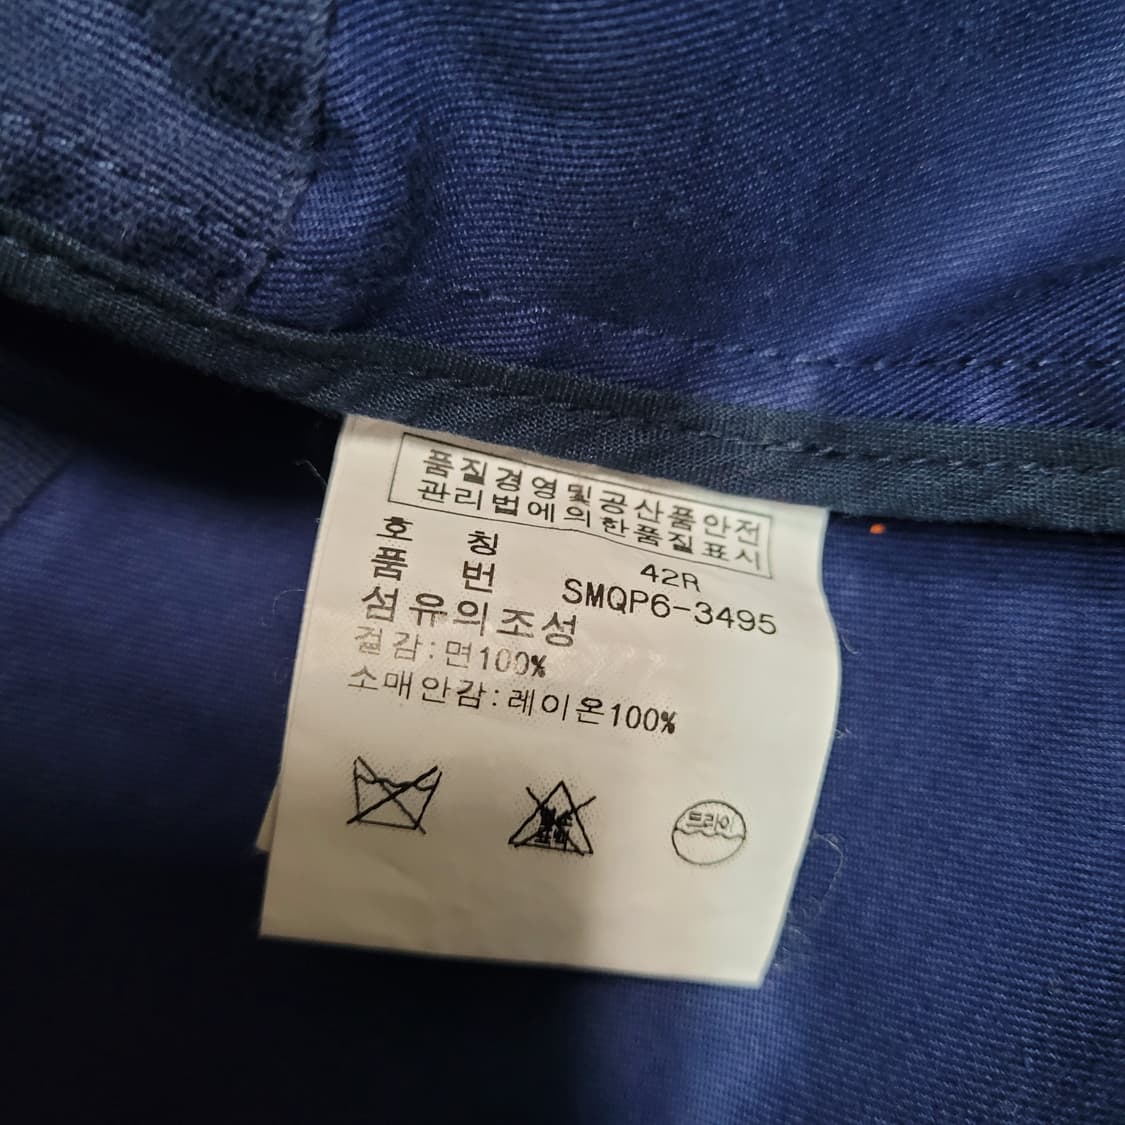 품질경영및공산품안전
관리법에의한품질표시
호 칭 42R
품 번 SMQP6-3495
섬유의조성
겉감:면100%
소매안감:레이온100%
드라이